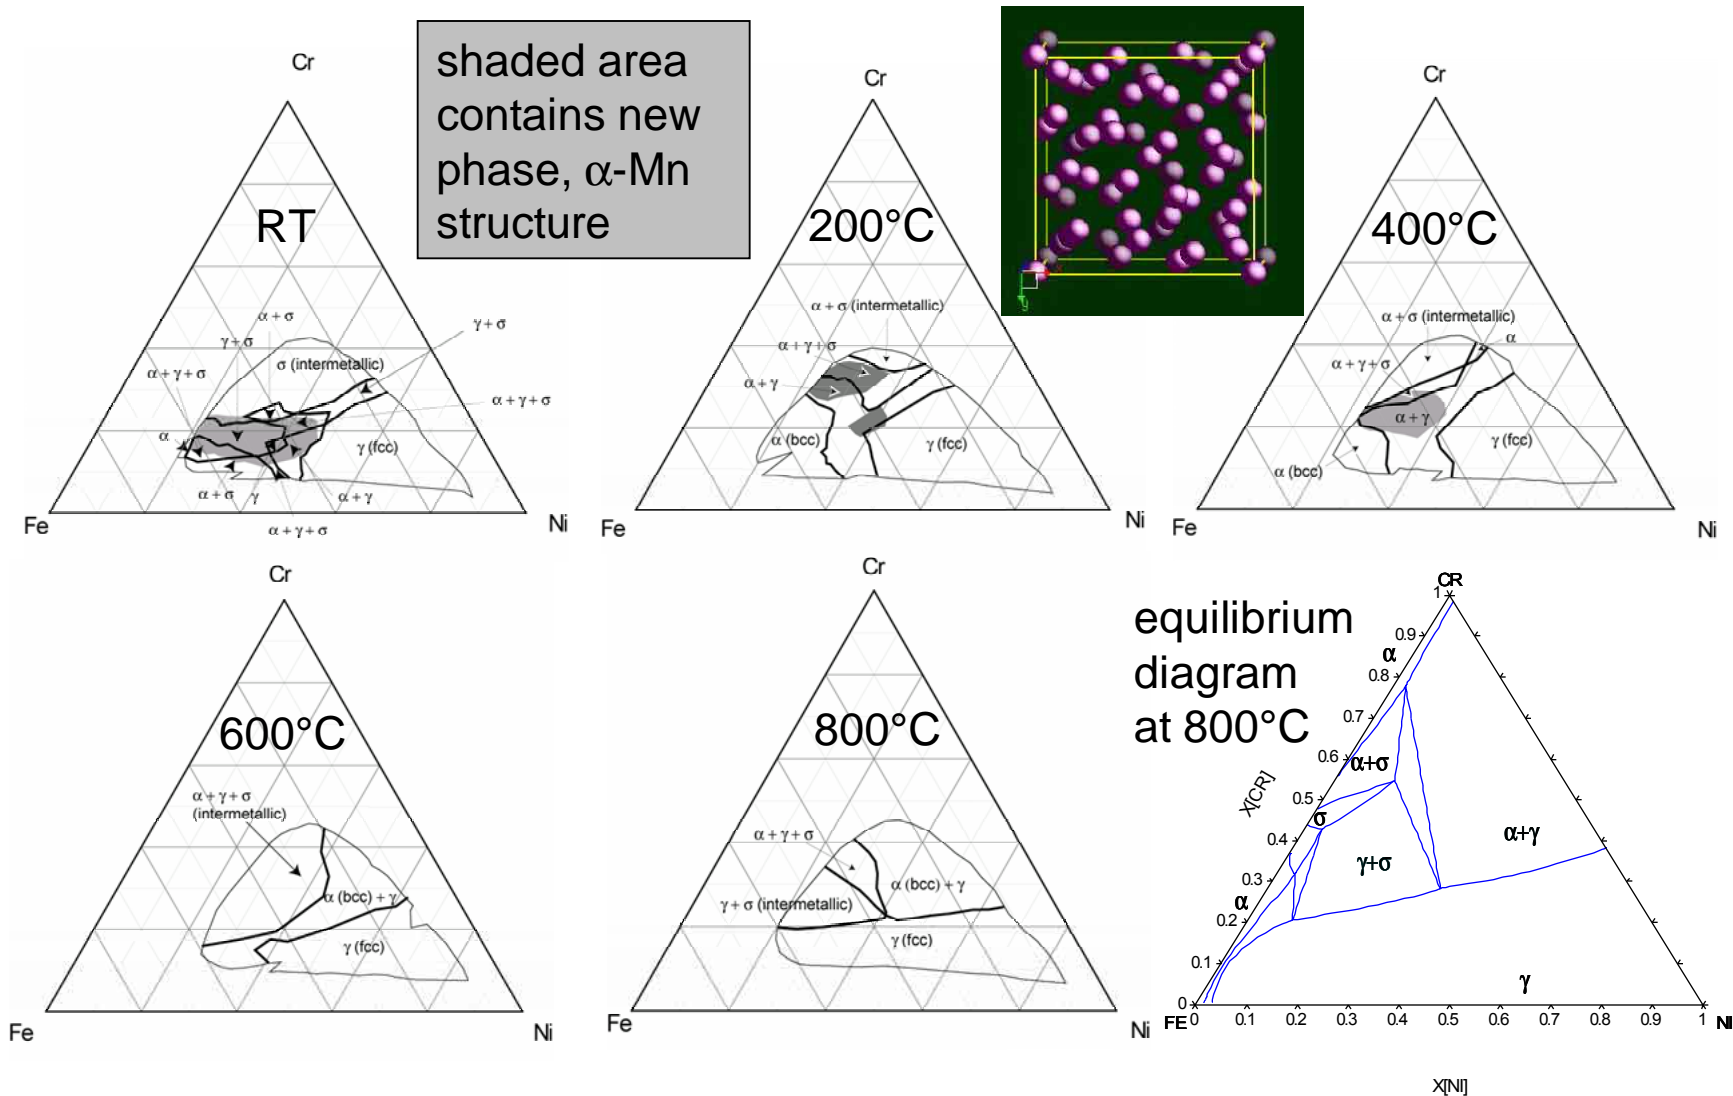 Cr
RT
α + σ
γ + σ
γ + σ
σ (intermetallic)
α + γ + σ
α + γ + σ
α
γ (fcc)
α + σ
γ
α + γ
Fe
Ni
α + γ + σ
shaded area
contains new
phase, α-Mn
structure
Cr
200°C
α + σ (intermetallic)
α + γ + σ
α + γ
α (bcc)
γ (fcc)
Fe
Ni
x
y
Cr
400°C
α + σ (intermetallic)
α
α + γ + σ
α + γ
γ (fcc)
α (bcc)
Fe
Ni
Cr
600°C
α + γ + σ
(intermetallic)
α (bcc) + γ
γ (fcc)
Fe
Ni
Cr
800°C
α + γ + σ
α (bcc) + γ
γ + σ (intermetallic)
γ (fcc)
Fe
Ni
equilibrium
diagram
at 800°C
CR
1
0.9
α
0.8
0.7
0.6
α+σ
X[CR]
0.5
σ
0.4
α+γ
γ+σ
0.3
α
0.2
0.1
γ
0
FE
0
0.1
0.2
0.3
0.4
0.5
0.6
0.7
0.8
0.9
1
NI
X[NI]